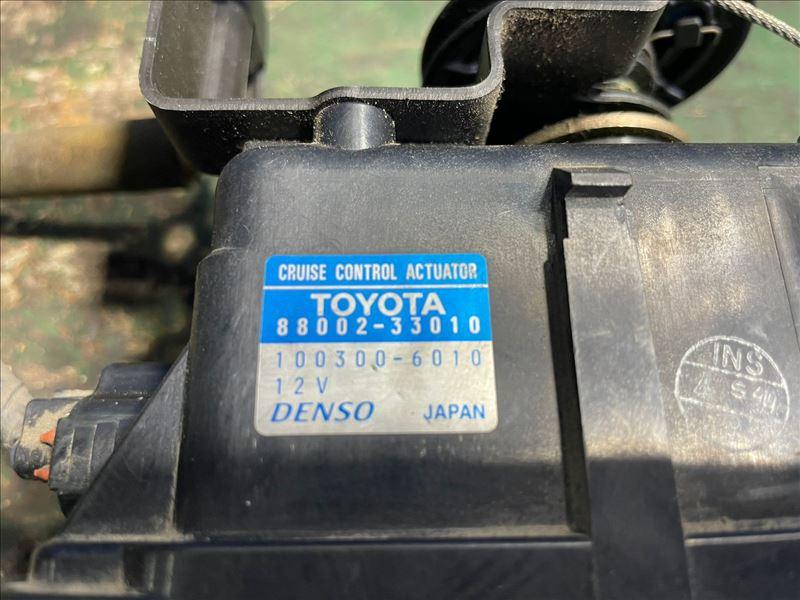 CRUISE CONTROL ACTUATOR
TOYOTA
88002-33010
100300-6010
12V
DENSO JAPAN
INS